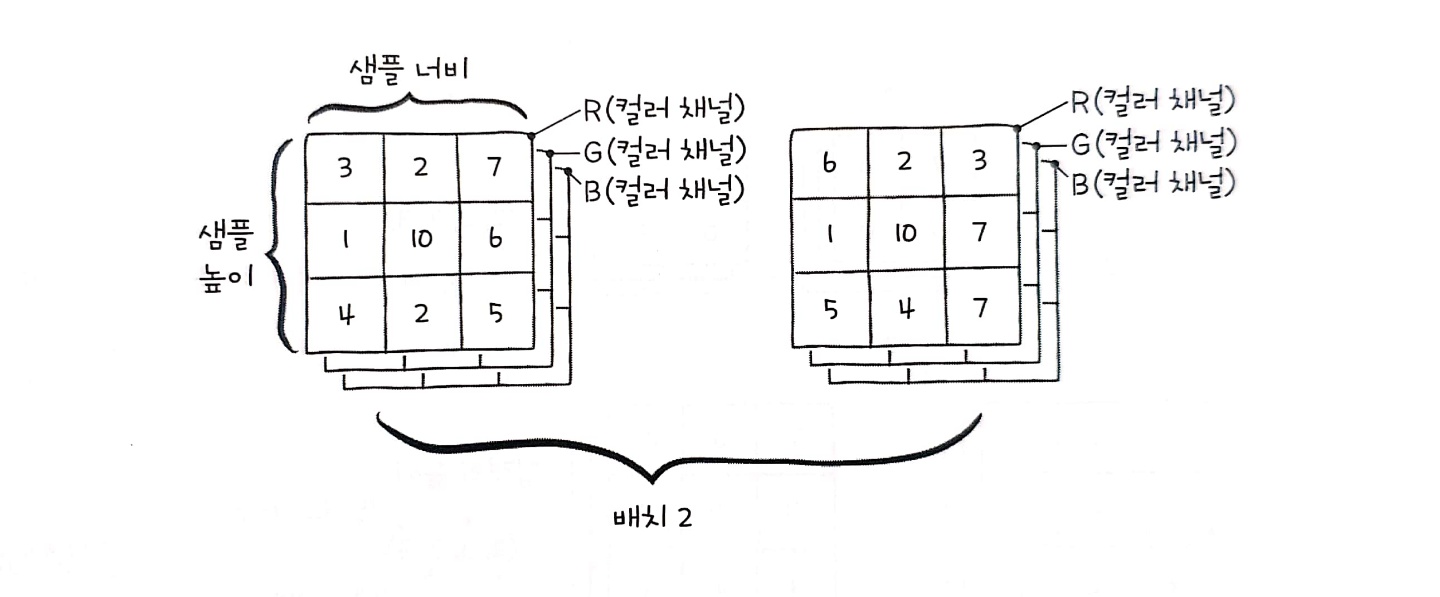 샘플 너비
R(컬러 채널)
G(컬러 채널)
B(컬러 채널)
샘플
높이
3 2 7
1 10 6
4 2 5
R(컬러 채널)
G(컬러 채널)
B(컬러 채널)
6 2 3
1 10 7
5 4 7
배치 2